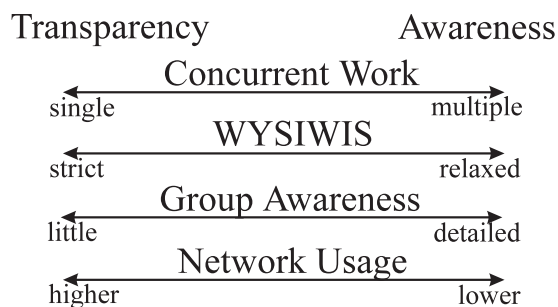 Transparency Awareness
Concurrent Work
single multiple
WYSIWIS
strict relaxed
Group Awareness
little detailed
Network Usage
higher lower